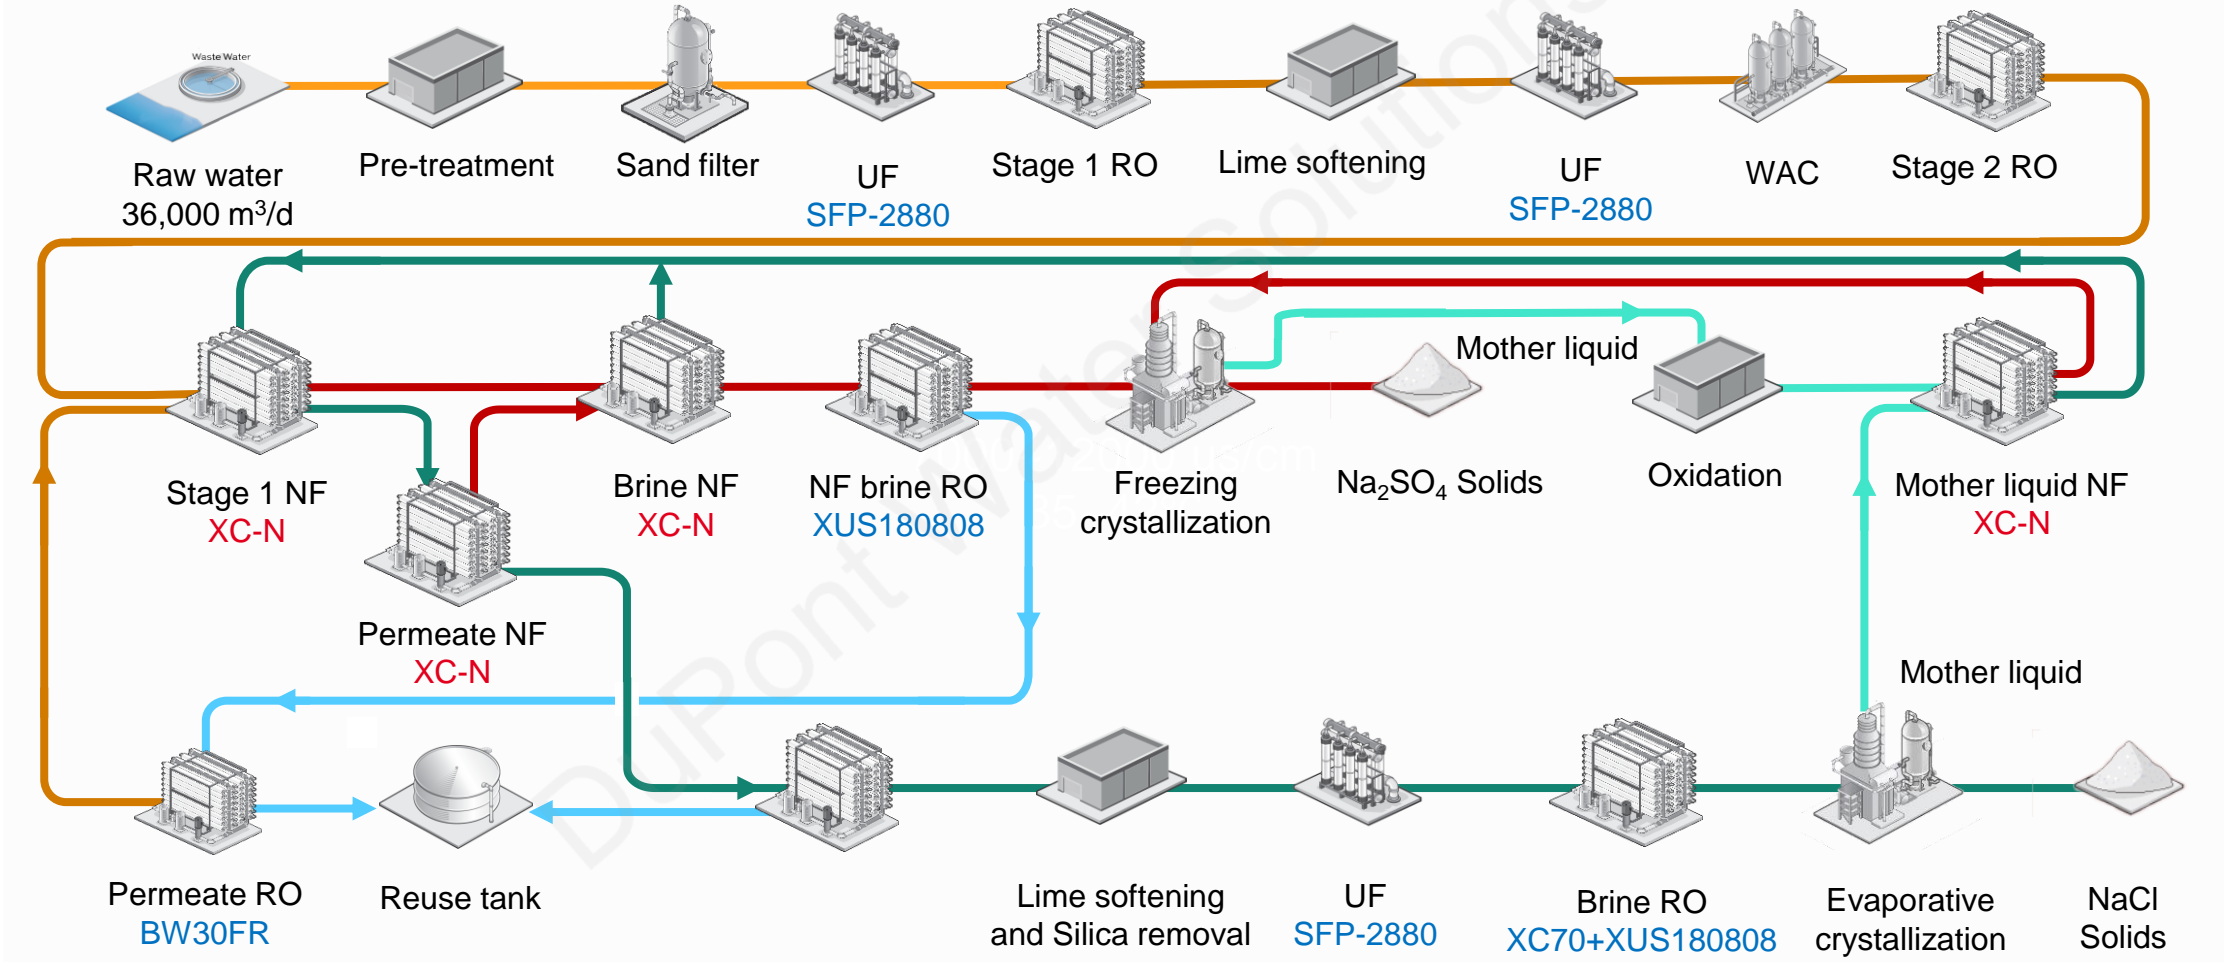 Waste Water
Raw water
36,000 m³/d
Pre-treatment
Sand filter
UF
SFP-2880
Stage 1 RO
Lime softening
UF
SFP-2880
WAC
Stage 2 RO
Stage 1 NF
XC-N
Permeate NF
XC-N
Brine NF
XC-N
NF brine RO
XUS180808
Freezing
crystallization
Na₂SO₄ Solids
Mother liquid
Oxidation
Mother liquid NF
XC-N
Mother liquid
Permeate RO
BW30FR
Reuse tank
Lime softening
and Silica removal
UF
SFP-2880
Brine RO
XC70+XUS180808
Evaporative
crystallization
NaCl
Solids
DuPont Water Solutions